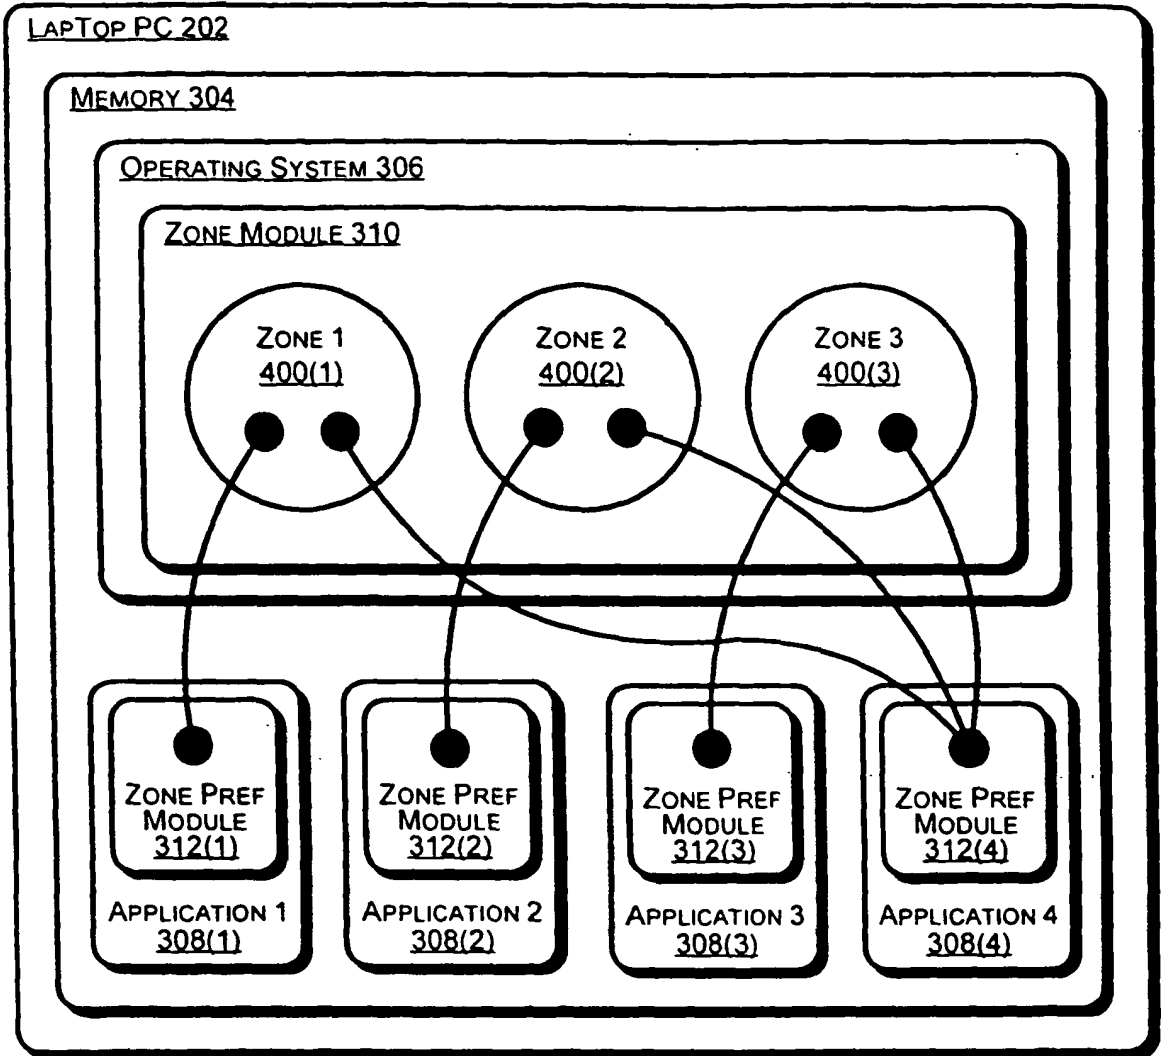 LAPTOP PC 202
MEMORY 304
OPERATING SYSTEM 306
ZONE MODULE 310
ZONE 1
400(1)
ZONE 2
400(2)
ZONE 3
400(3)
ZONE PREF
MODULE
312(1)
APPLICATION 1
308(1)
ZONE PREF
MODULE
312(2)
APPLICATION 2
308(2)
ZONE PREF
MODULE
312(3)
APPLICATION 3
308(3)
ZONE PREF
MODULE
312(4)
APPLICATION 4
308(4)